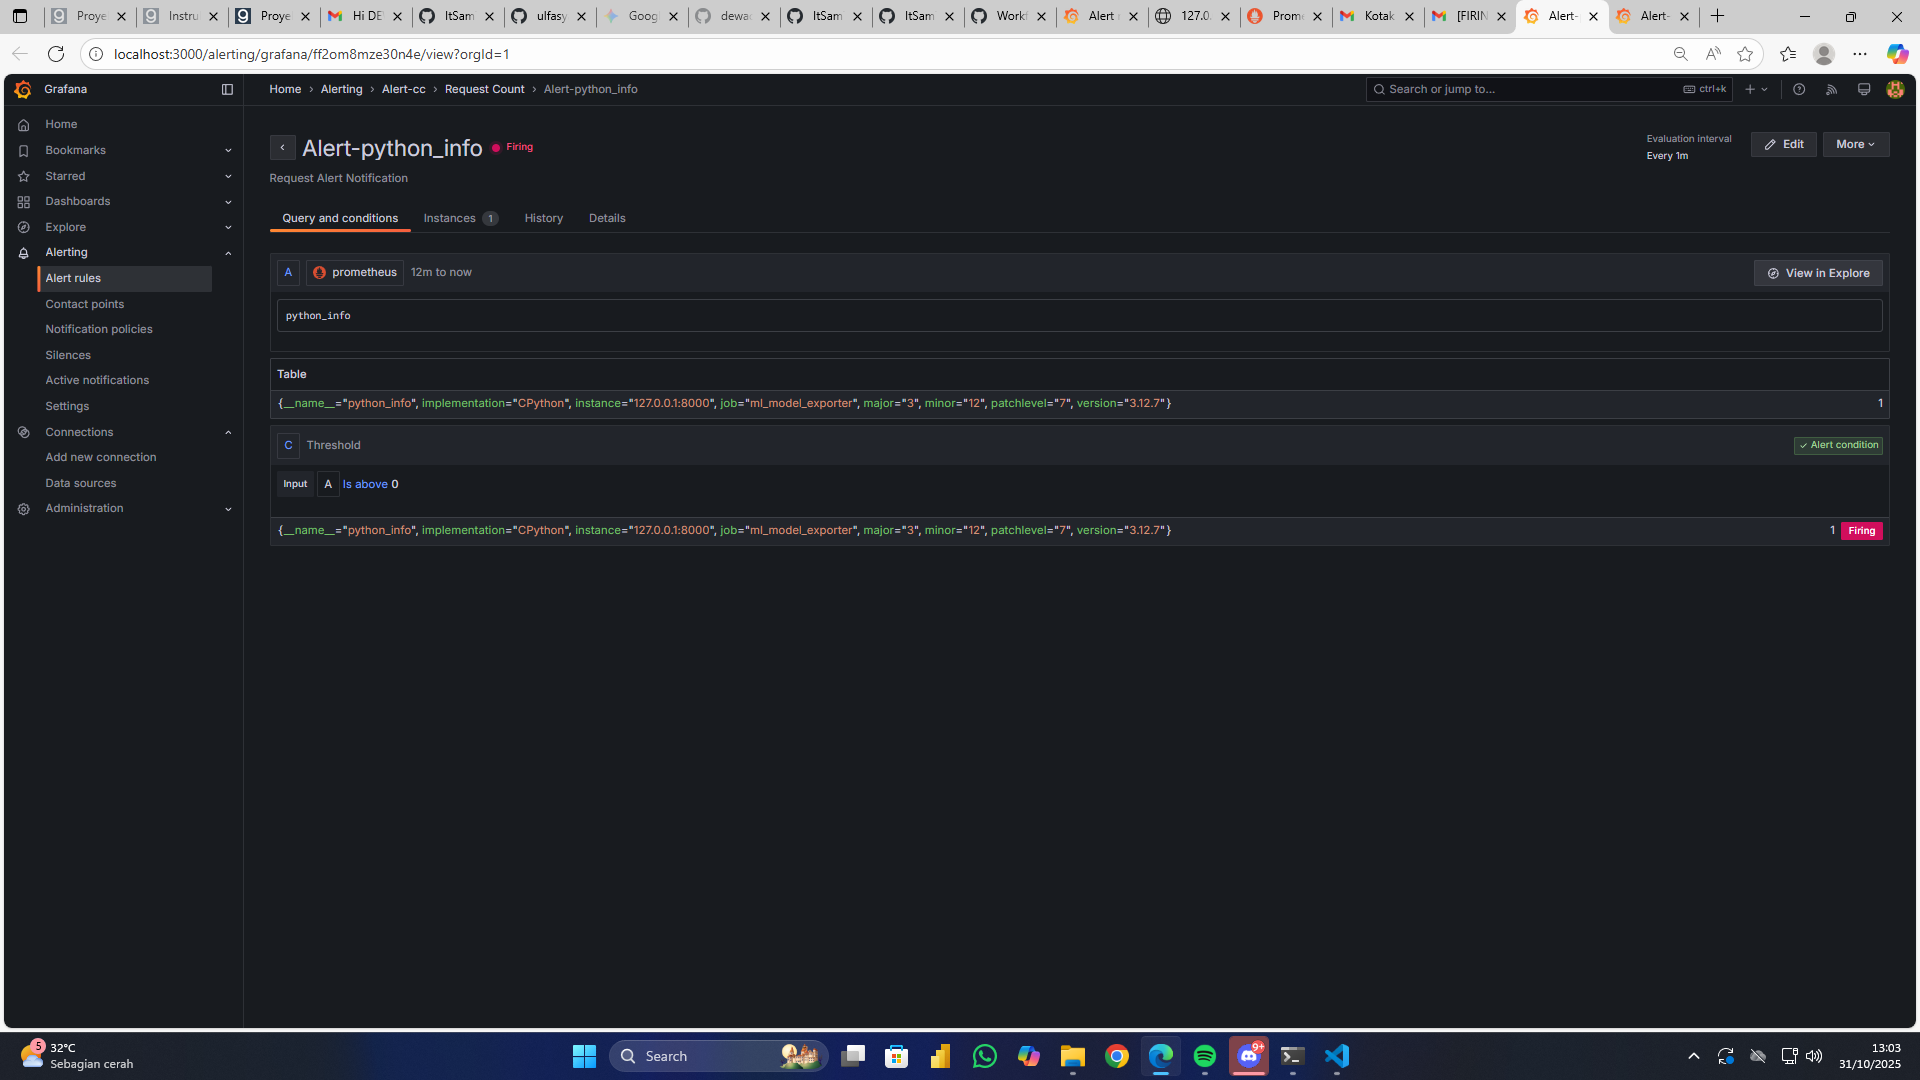 Proye
Instru
Proye
Hi DE
ItSam
ulfasy
Goog
dewa
ItSam
ItSam
Workf
Alert
127.0.
Prom
Kotak
[FIRIN
Alert-
Alert-
localhost:3000/alerting/grafana/ff2om8mze30n4e/view?orgId=1
Grafana
Home › Alerting › Alert-cc › Request Count › Alert-python_info
Search or jump to...
ctrl+k
Home
Bookmarks
Starred
Dashboards
Explore
Alerting
Alert rules
Contact points
Notification policies
Silences
Active notifications
Settings
Connections
Add new connection
Data sources
Administration
Alert-python_info
Firing
Evaluation interval
Every 1m
Edit
More
Request Alert Notification
Query and conditions
Instances 1
History
Details
A
prometheus
12m to now
View in Explore
python_info
Table
{__name__="python_info", implementation="CPython", instance="127.0.0.1:8000", job="ml_model_exporter", major="3", minor="12", patchlevel="7", version="3.12.7"} 1
C
Threshold
Alert condition
Input A Is above 0
{__name__="python_info", implementation="CPython", instance="127.0.0.1:8000", job="ml_model_exporter", major="3", minor="12", patchlevel="7", version="3.12.7"} 1 Firing
5
32°C
Sebagian cerah
Search
9+
13:03
31/10/2025